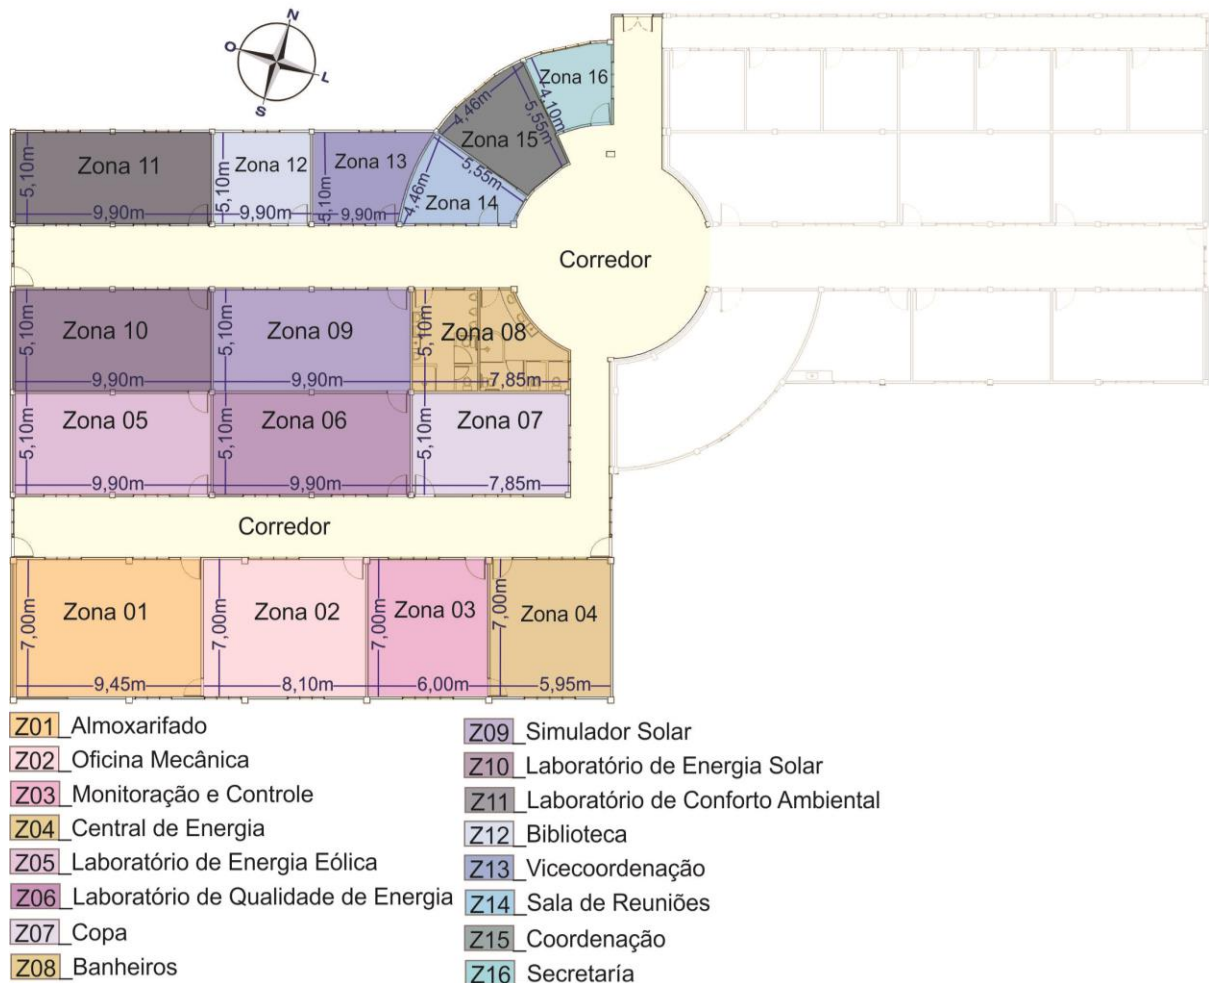 N
O
L
S
Zona 16
4,10m
4,46m
5,55m
Zona 15
Zona 11
5,10m
9,90m
Zona 12
5,10m
9,90m
Zona 13
5,10m
9,90m
5,55m
4,46m
Zona 14
Corredor
Zona 10
5,10m
9,90m
Zona 09
5,10m
9,90m
Zona 08
5,10m
7,85m
Zona 05
5,10m
9,90m
Zona 06
5,10m
9,90m
Zona 07
5,10m
7,85m
Corredor
Zona 01
7,00m
9,45m
Zona 02
7,00m
8,10m
Zona 03
7,00m
6,00m
Zona 04
7,00m
5,95m
Z01_Almoxarifado
Z02_Oficina Mecânica
Z03_Monitoração e Controle
Z04_Central de Energia
Z05_Laboratório de Energia Eólica
Z06_Laboratório de Qualidade de Energia
Z07_Copa
Z08_Banheiros
Z09_Simulador Solar
Z10_Laboratório de Energia Solar
Z11_Laboratório de Conforto Ambiental
Z12_Biblioteca
Z13_Vicecoordenação
Z14_Sala de Reuniões
Z15_Coordenação
Z16_Secretaría